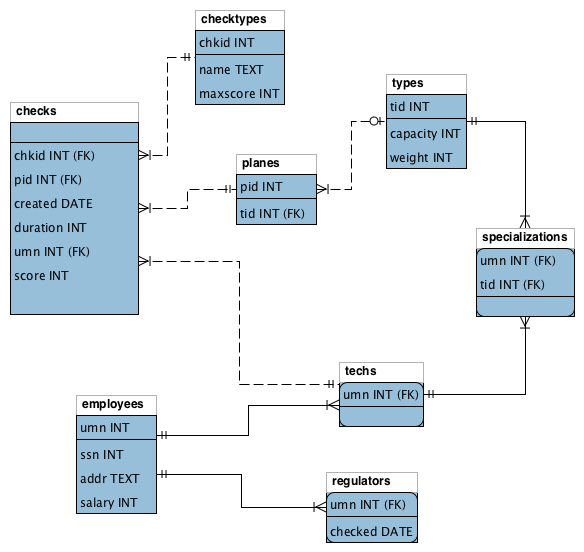 checktypes
chkid INT
name TEXT
maxscore INT
types
tid INT
capacity INT
weight INT
checks
chkid INT (FK)
pid INT (FK)
created DATE
duration INT
umn INT (FK)
score INT
planes
pid INT
tid INT (FK)
specializations
umn INT (FK)
tid INT (FK)
techs
umn INT (FK)
employees
umn INT
ssn INT
addr TEXT
salary INT
regulators
umn INT (FK)
checked DATE